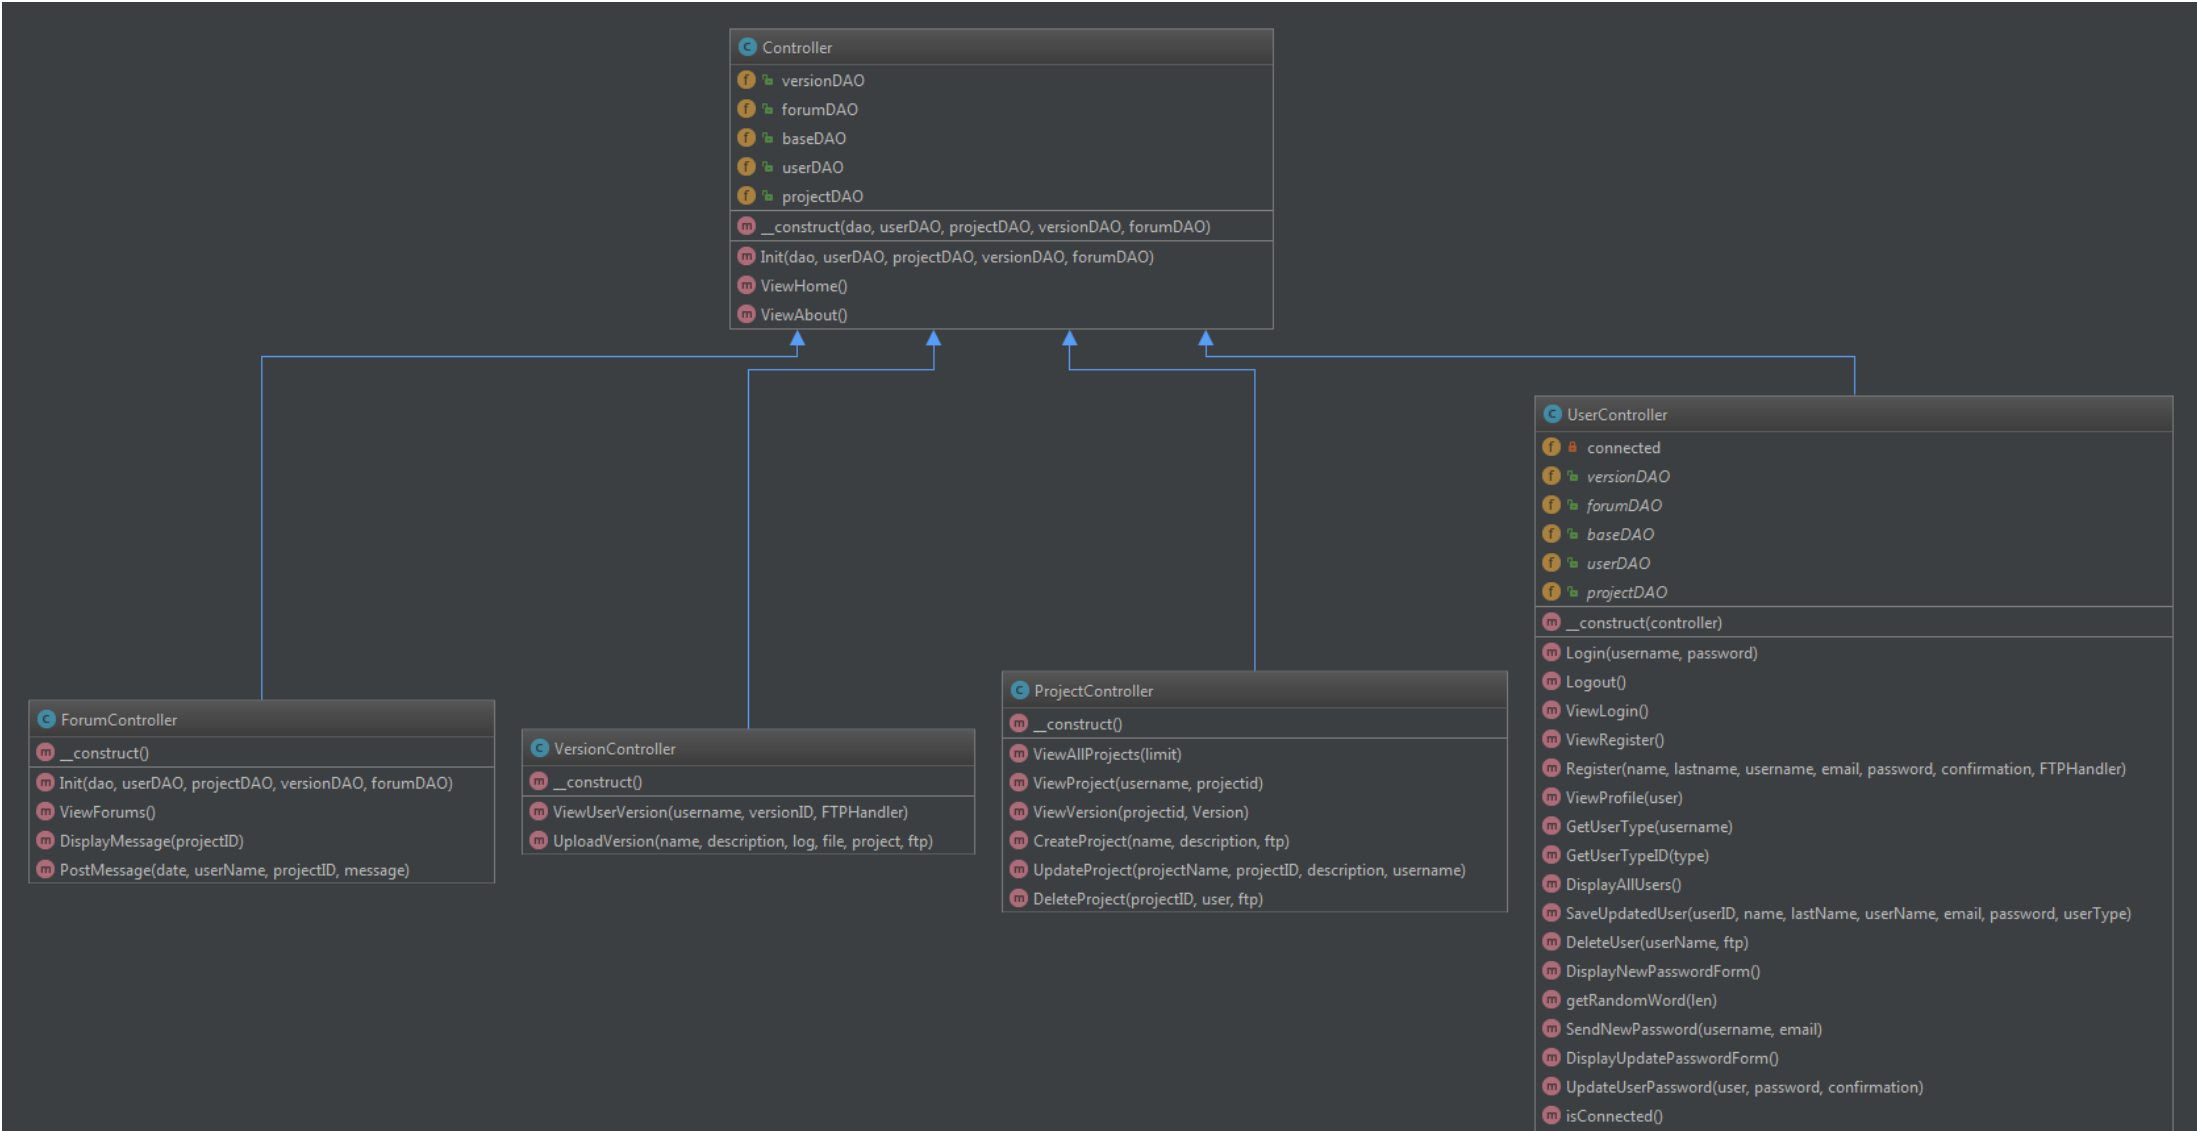 Controller
versionDAO
forumDAO
baseDAO
userDAO
projectDAO
__construct(dao, userDAO, projectDAO, versionDAO, forumDAO)
Init(dao, userDAO, projectDAO, versionDAO, forumDAO)
ViewHome()
ViewAbout()
ForumController
__construct()
Init(dao, userDAO, projectDAO, versionDAO, forumDAO)
ViewForums()
DisplayMessage(projectID)
PostMessage(date, userName, projectID, message)
VersionController
__construct()
ViewUserVersion(username, versionID, FTPHandler)
UploadVersion(name, description, log, file, project, ftp)
ProjectController
__construct()
ViewAllProjects(limit)
ViewProject(username, projectid)
ViewVersion(projectid, Version)
CreateProject(name, description, ftp)
UpdateProject(projectName, projectID, description, username)
DeleteProject(projectID, user, ftp)
UserController
connected
versionDAO
forumDAO
baseDAO
userDAO
projectDAO
__construct(controller)
Login(username, password)
Logout()
ViewLogin()
ViewRegister()
Register(name, lastname, username, email, password, confirmation, FTPHandler)
ViewProfile(user)
GetUserType(username)
GetUserTypeID(type)
DisplayAllUsers()
SaveUpdatedUser(userID, name, lastName, userName, email, password, userType)
DeleteUser(userName, ftp)
DisplayNewPasswordForm()
getRandomWord(len)
SendNewPassword(username, email)
DisplayUpdatePasswordForm()
UpdateUserPassword(user, password, confirmation)
isConnected()